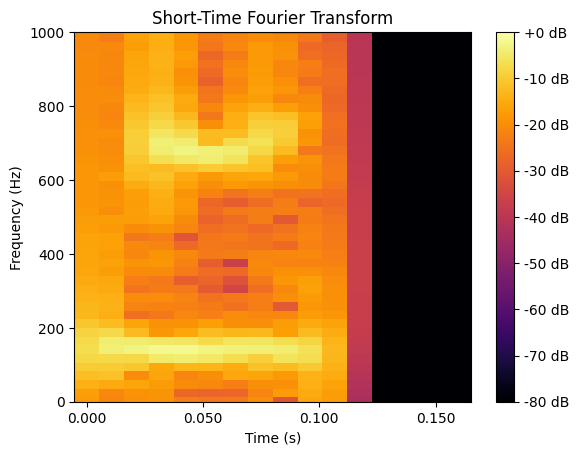 Short-Time Fourier Transform
1000
800
600
400
200
0
Frequency (Hz)
0.000
0.050
0.100
0.150
Time (s)
+0 dB
-10 dB
-20 dB
-30 dB
-40 dB
-50 dB
-60 dB
-70 dB
-80 dB